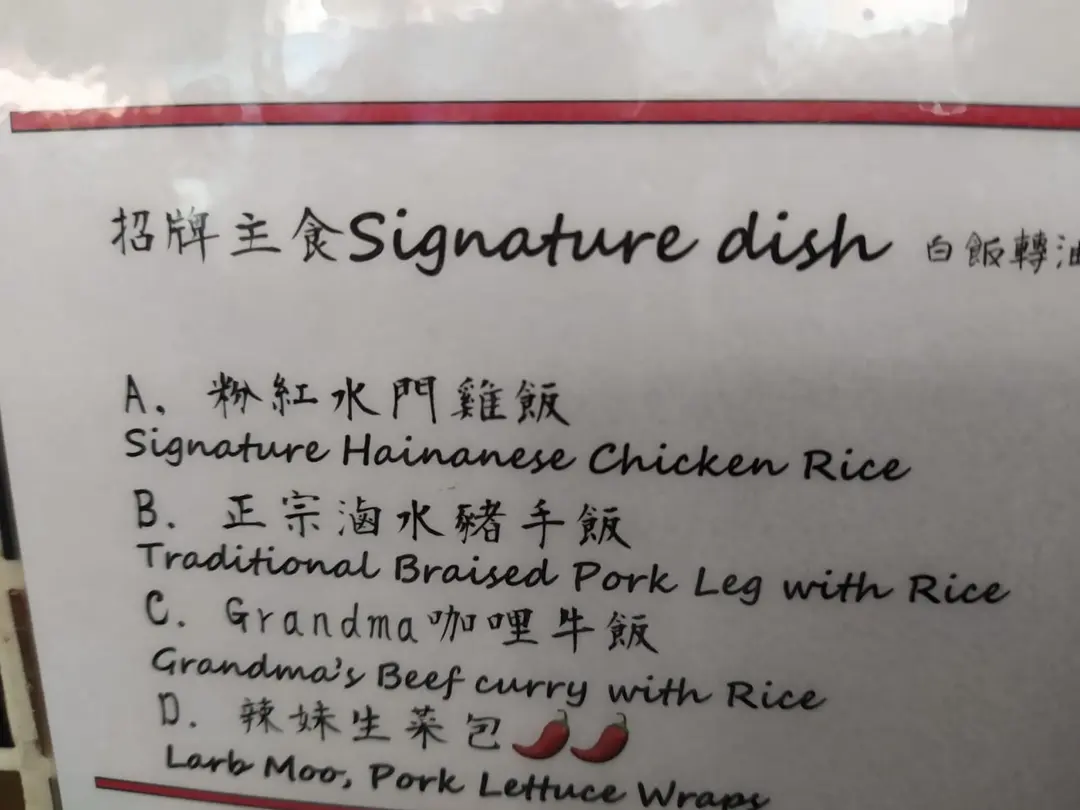 招牌主食Signature dish 白飯轉油
A. 粉紅水門雞飯
Signature Hainanese Chicken Rice
B. 正宗滷水豬手飯
Traditional Braised Pork Leg with Rice
C. Grandma咖哩牛飯
Grandma's Beef curry with Rice
D. 辣妹生菜包🌶🌶
Larb Moo, Pork Lettuce Wraps